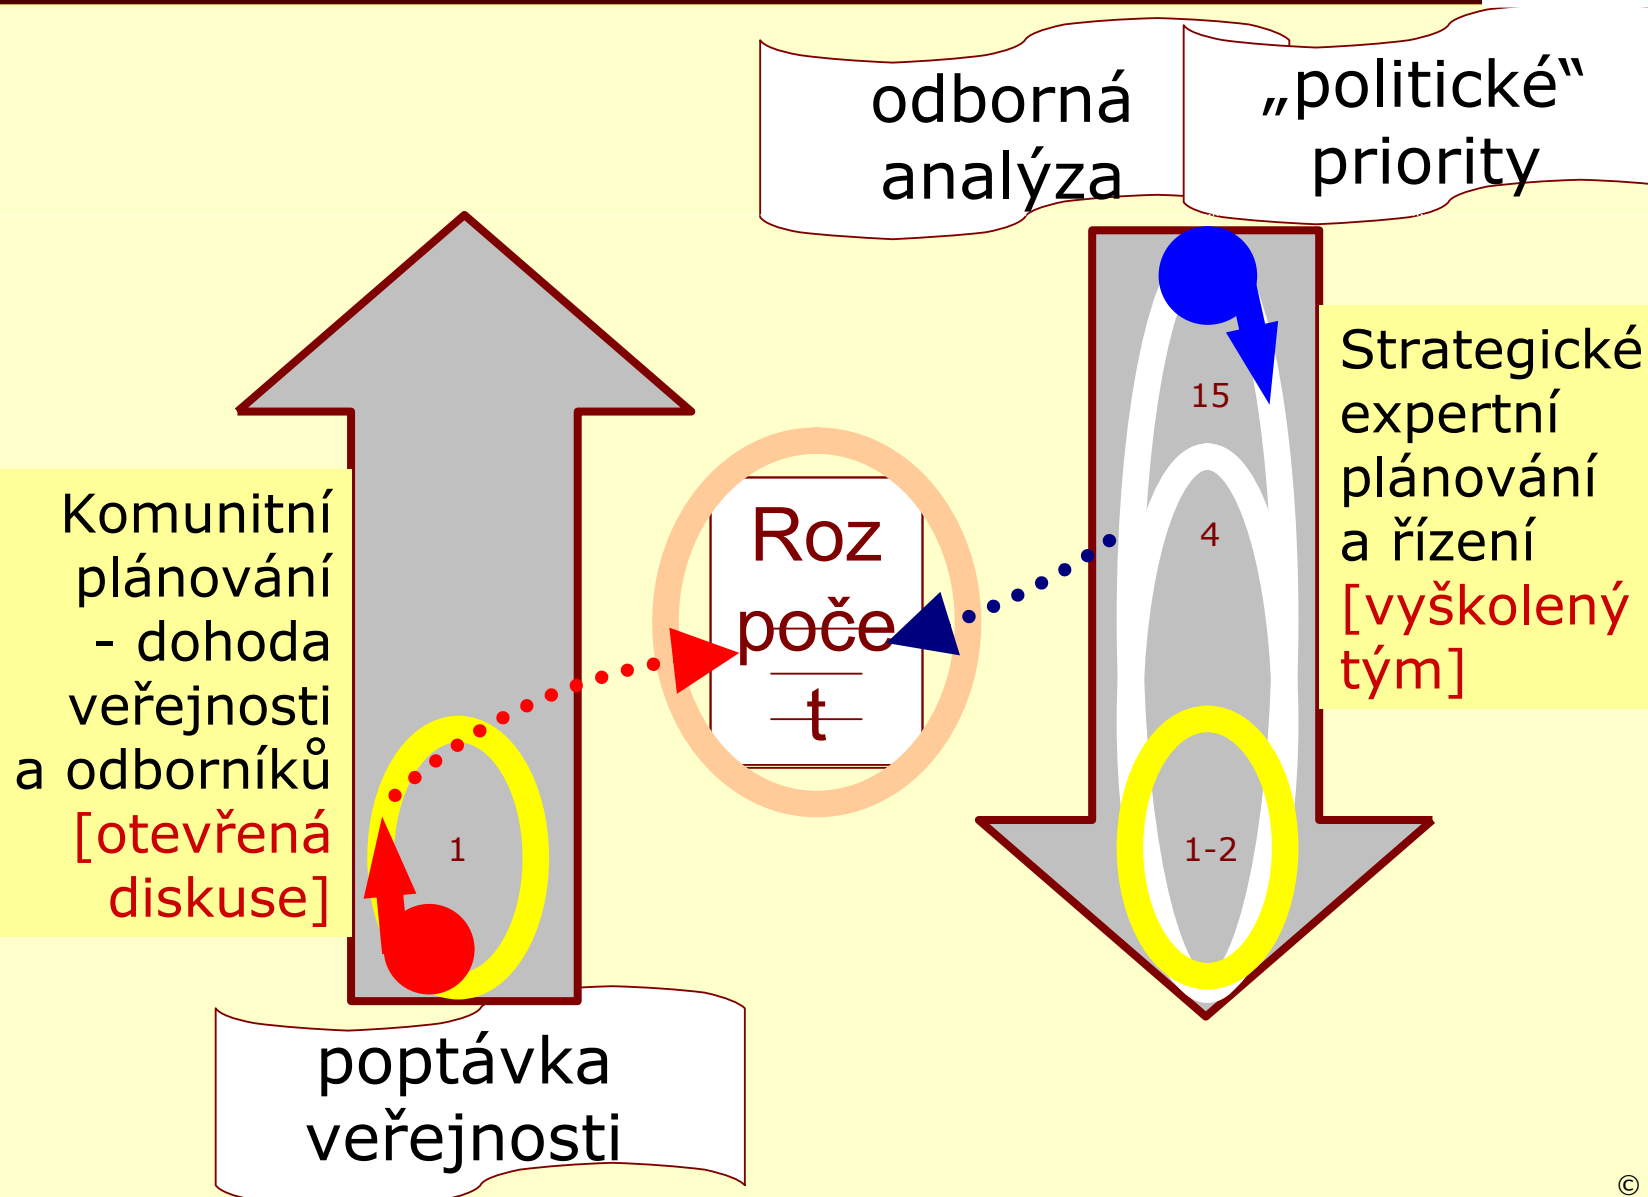 odborná
analýza
„politické“
priority
Strategické
expertní
plánování
a řízení
[vyškolený
tým]
15
4
1-2
Roz
poče
t
Komunitní
plánování
- dohoda
veřejnosti
a odborníků
[otevřená
diskuse]
1
poptávka
veřejnosti
©